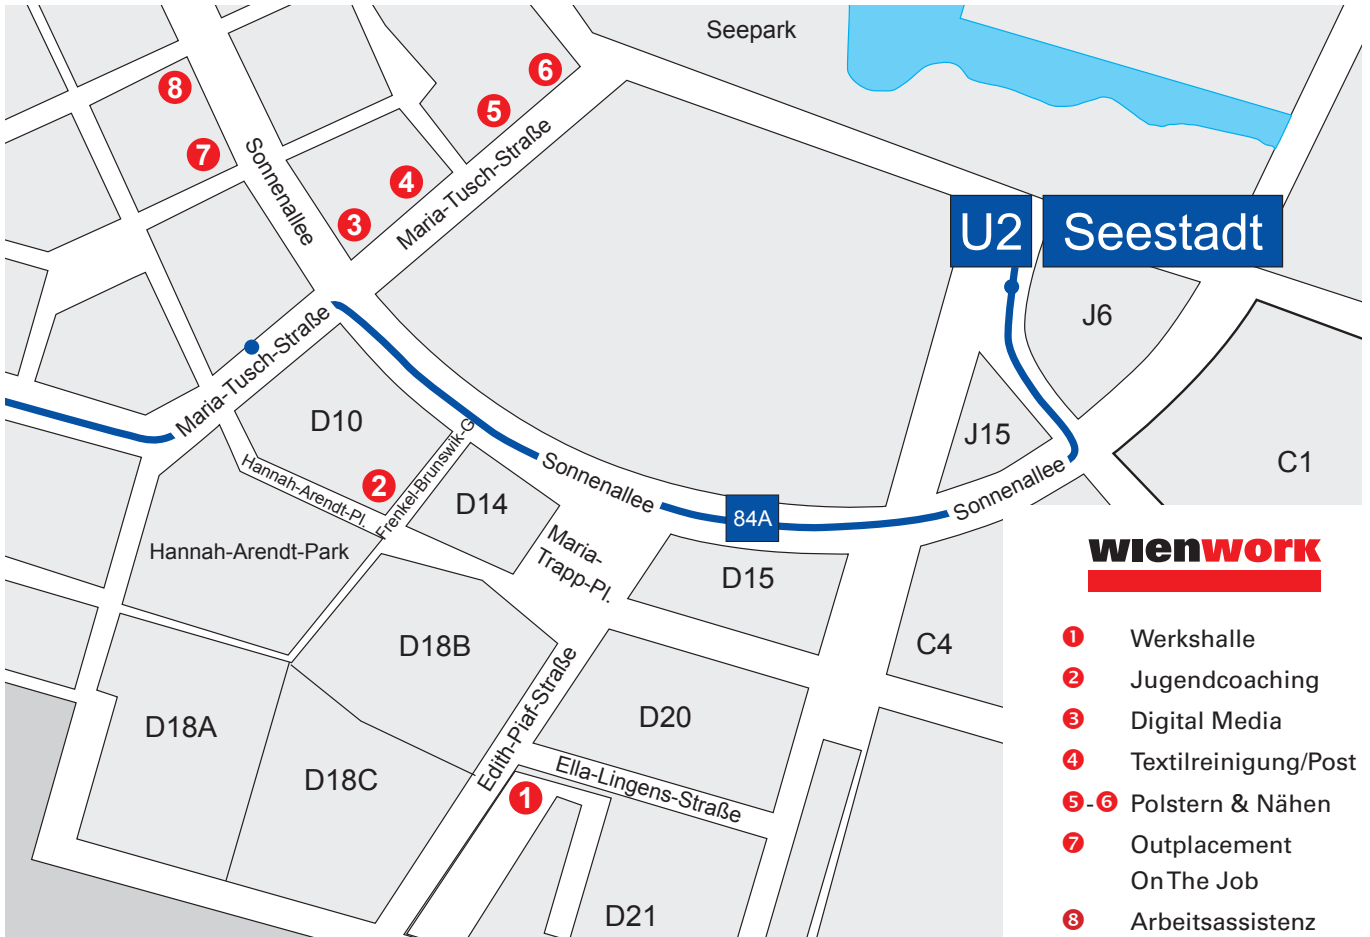 Seepark
8
6
5
7
4
3
Sonnenallee
Maria-Tusch-Straße
U2
Seestadt
J6
Maria-Tusch-Straße
D10
J15
C1
Hannah-Arendt-Pl.
2
Frenkel-Brunswik-G
D14
Sonnenallee
84A
Sonnenallee
Hannah-Arendt-Park
Maria-
Trapp-Pl.
D15
D18B
C4
D18A
D20
D18C
Edith-Piaf-Straße
Ella-Lingens-Straße
1
D21
wienwork
1 Werkshalle
2 Jugendcoaching
3 Digital Media
4 Textilreinigung/Post
5-6 Polstern & Nähen
7 Outplacement
On The Job
8 Arbeitsassistenz